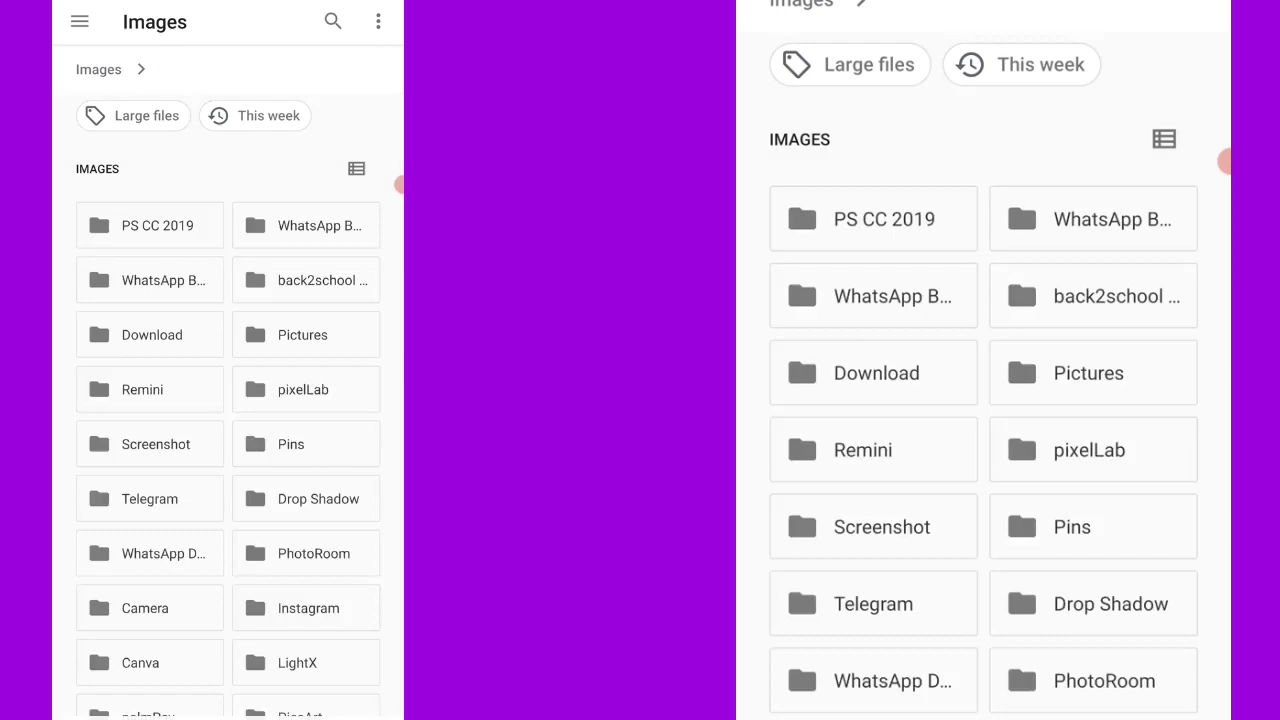 Images
Images
Large files
This week
IMAGES
PS CC 2019
WhatsApp B...
WhatsApp B...
back2school ...
Download
Pictures
Remini
pixelLab
Screenshot
Pins
Telegram
Drop Shadow
WhatsApp D...
PhotoRoom
Camera
Instagram
Canva
LightX
PicsArt
Images
Large files
This week
IMAGES
PS CC 2019
WhatsApp B...
WhatsApp B...
back2school ...
Download
Pictures
Remini
pixelLab
Screenshot
Pins
Telegram
Drop Shadow
WhatsApp D...
PhotoRoom